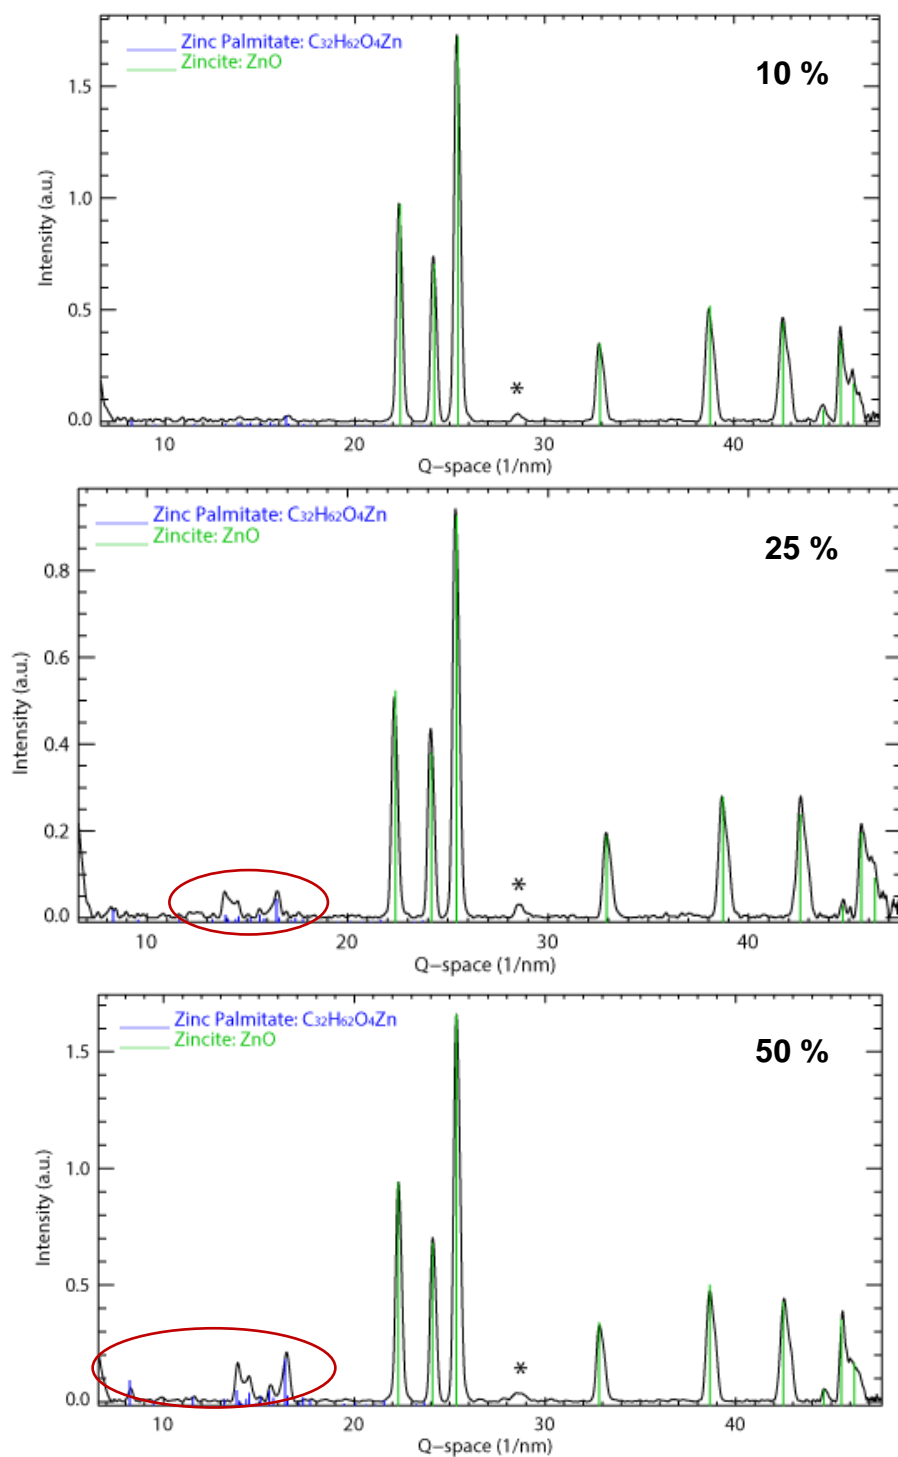 Zinc Palmitate: C₃₂H₆₂O₄Zn
Zincite: ZnO
10 %
Intensity (a.u.)
1.5
1.0
0.5
0.0
*
10 20 30 40
Q−space (1/nm)
Zinc Palmitate: C₃₂H₆₂O₄Zn
Zincite: ZnO
25 %
Intensity (a.u.)
0.8
0.6
0.4
0.2
0.0
*
10 20 30 40
Q−space (1/nm)
Zinc Palmitate: C₃₂H₆₂O₄Zn
Zincite: ZnO
50 %
Intensity (a.u.)
1.5
1.0
0.5
0.0
*
10 20 30 40
Q−space (1/nm)